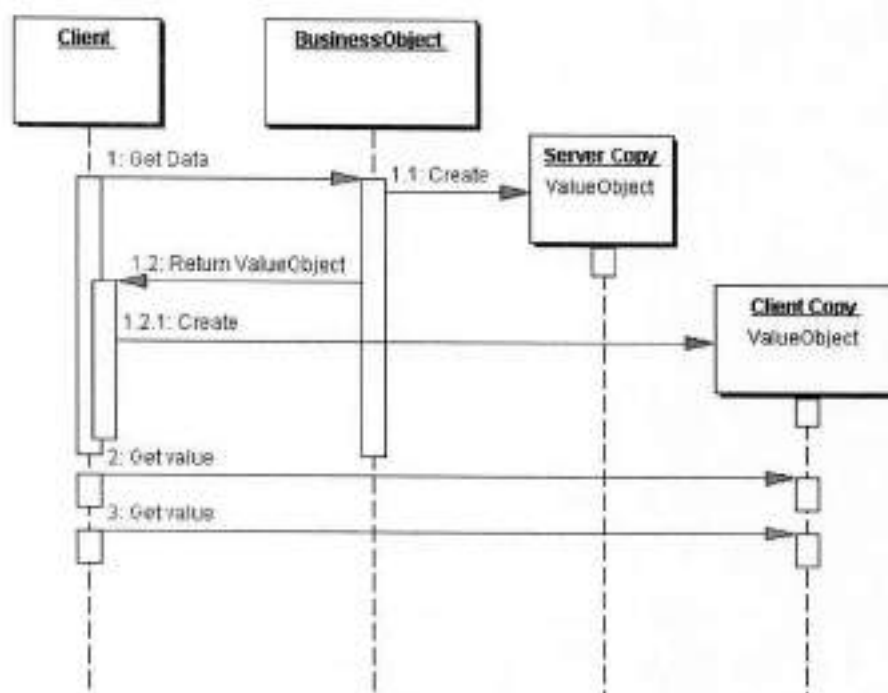 Client
BusinessObject
1: Get Data
1.1: Create
Server Copy
ValueObject
1.2: Return ValueObject
1.2.1: Create
Client Copy
ValueObject
2: Get value
3: Get value